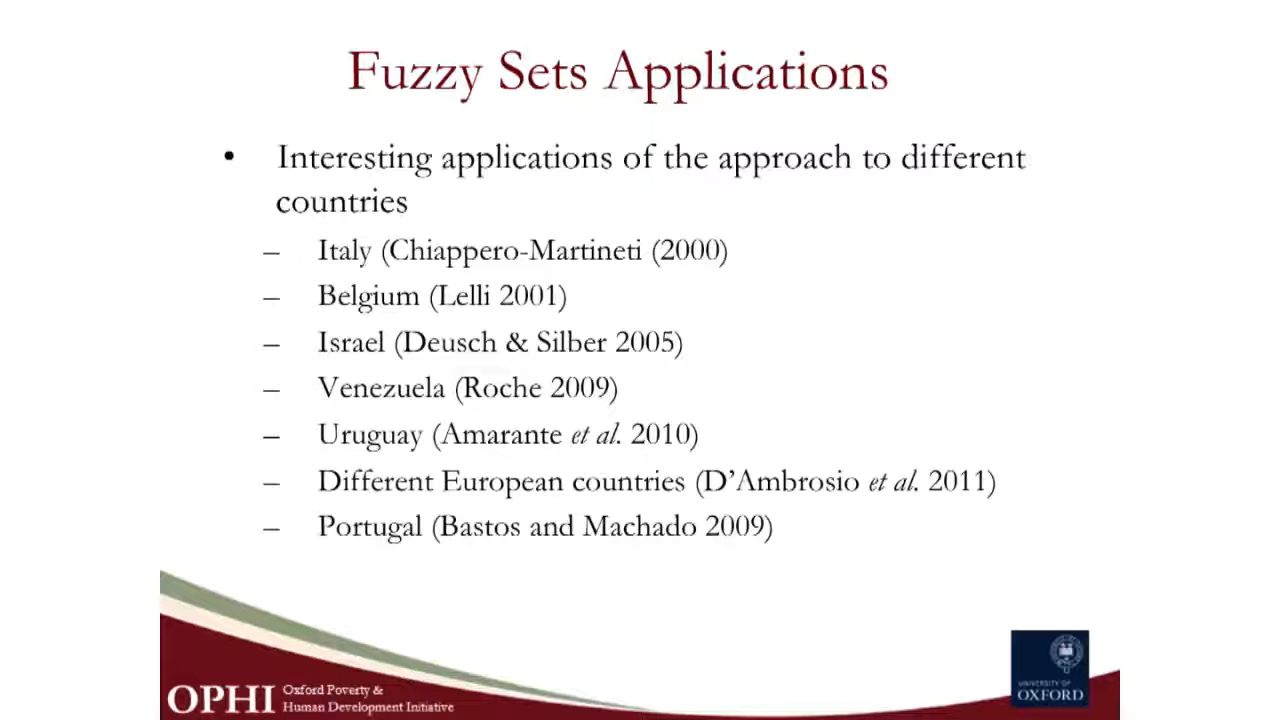 Fuzzy Sets Applications
• Interesting applications of the approach to different
countries
– Italy (Chiappero-Martineti (2000)
– Belgium (Lelli 2001)
– Israel (Deusch & Silber 2005)
– Venezuela (Roche 2009)
– Uruguay (Amarante et al. 2010)
– Different European countries (D’Ambrosio et al. 2011)
– Portugal (Bastos and Machado 2009)
OPHI
Oxford Poverty &
Human Development Initiative
UNIVERSITY OF
OXFORD